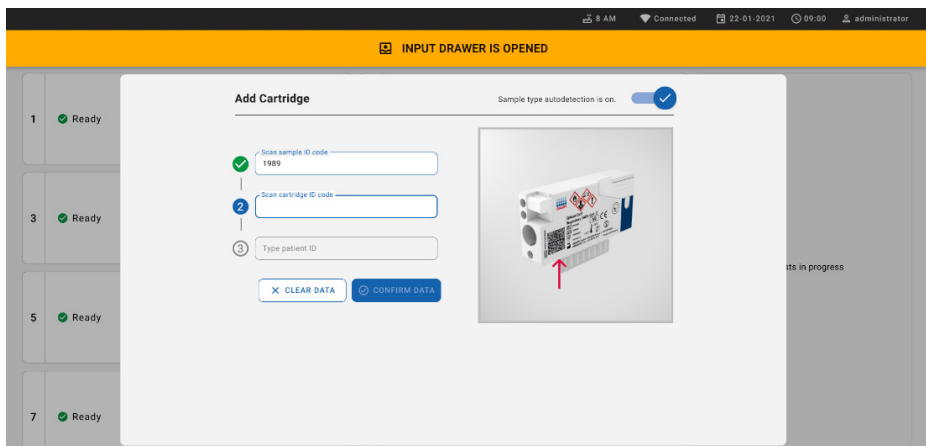 8 AM Connected 22-01-2021 09:00 administrator
INPUT DRAWER IS OPENED
Add Cartridge
Sample type autodetection is on.
1 Ready
Scan sample ID code
1989
Scan cartridge ID code
2
3 Ready
3 Type patient ID
sts in progress
CLEAR DATA
CONFIRM DATA
5 Ready
7 Ready